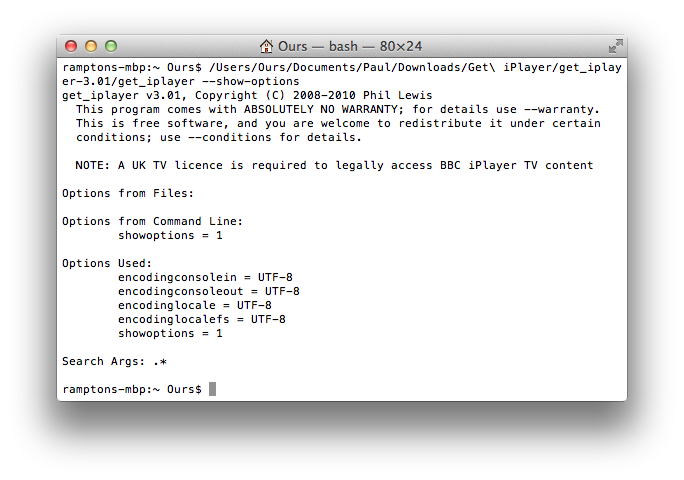 Ours — bash — 80×24
ramptons-mbp:~ Ours$ /Users/Ours/Documents/Paul/Downloads/Get\ iPlayer/get_iplay
er-3.01/get_iplayer --show-options
get_iplayer v3.01, Copyright (C) 2008-2010 Phil Lewis
  This program comes with ABSOLUTELY NO WARRANTY; for details use --warranty.
  This is free software, and you are welcome to redistribute it under certain
  conditions; use --conditions for details.

  NOTE: A UK TV licence is required to legally access BBC iPlayer TV content

Options from Files:

Options from Command Line:
        showoptions = 1

Options Used:
        encodingconsolein = UTF-8
        encodingconsoleout = UTF-8
        encodinglocale = UTF-8
        encodinglocalefs = UTF-8
        showoptions = 1

Search Args: .*

ramptons-mbp:~ Ours$